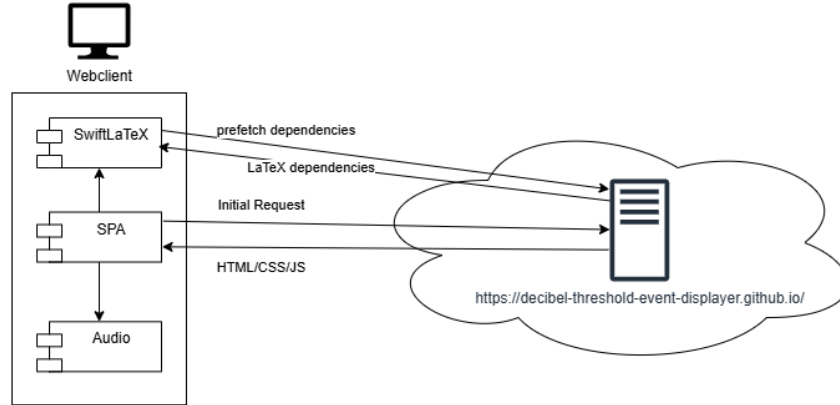 Webclient
SwiftLaTeX
prefetch dependencies
LaTeX dependencies
SPA
Initial Request
HTML/CSS/JS
https://decibel-threshold-event-displayer.github.io/
Audio